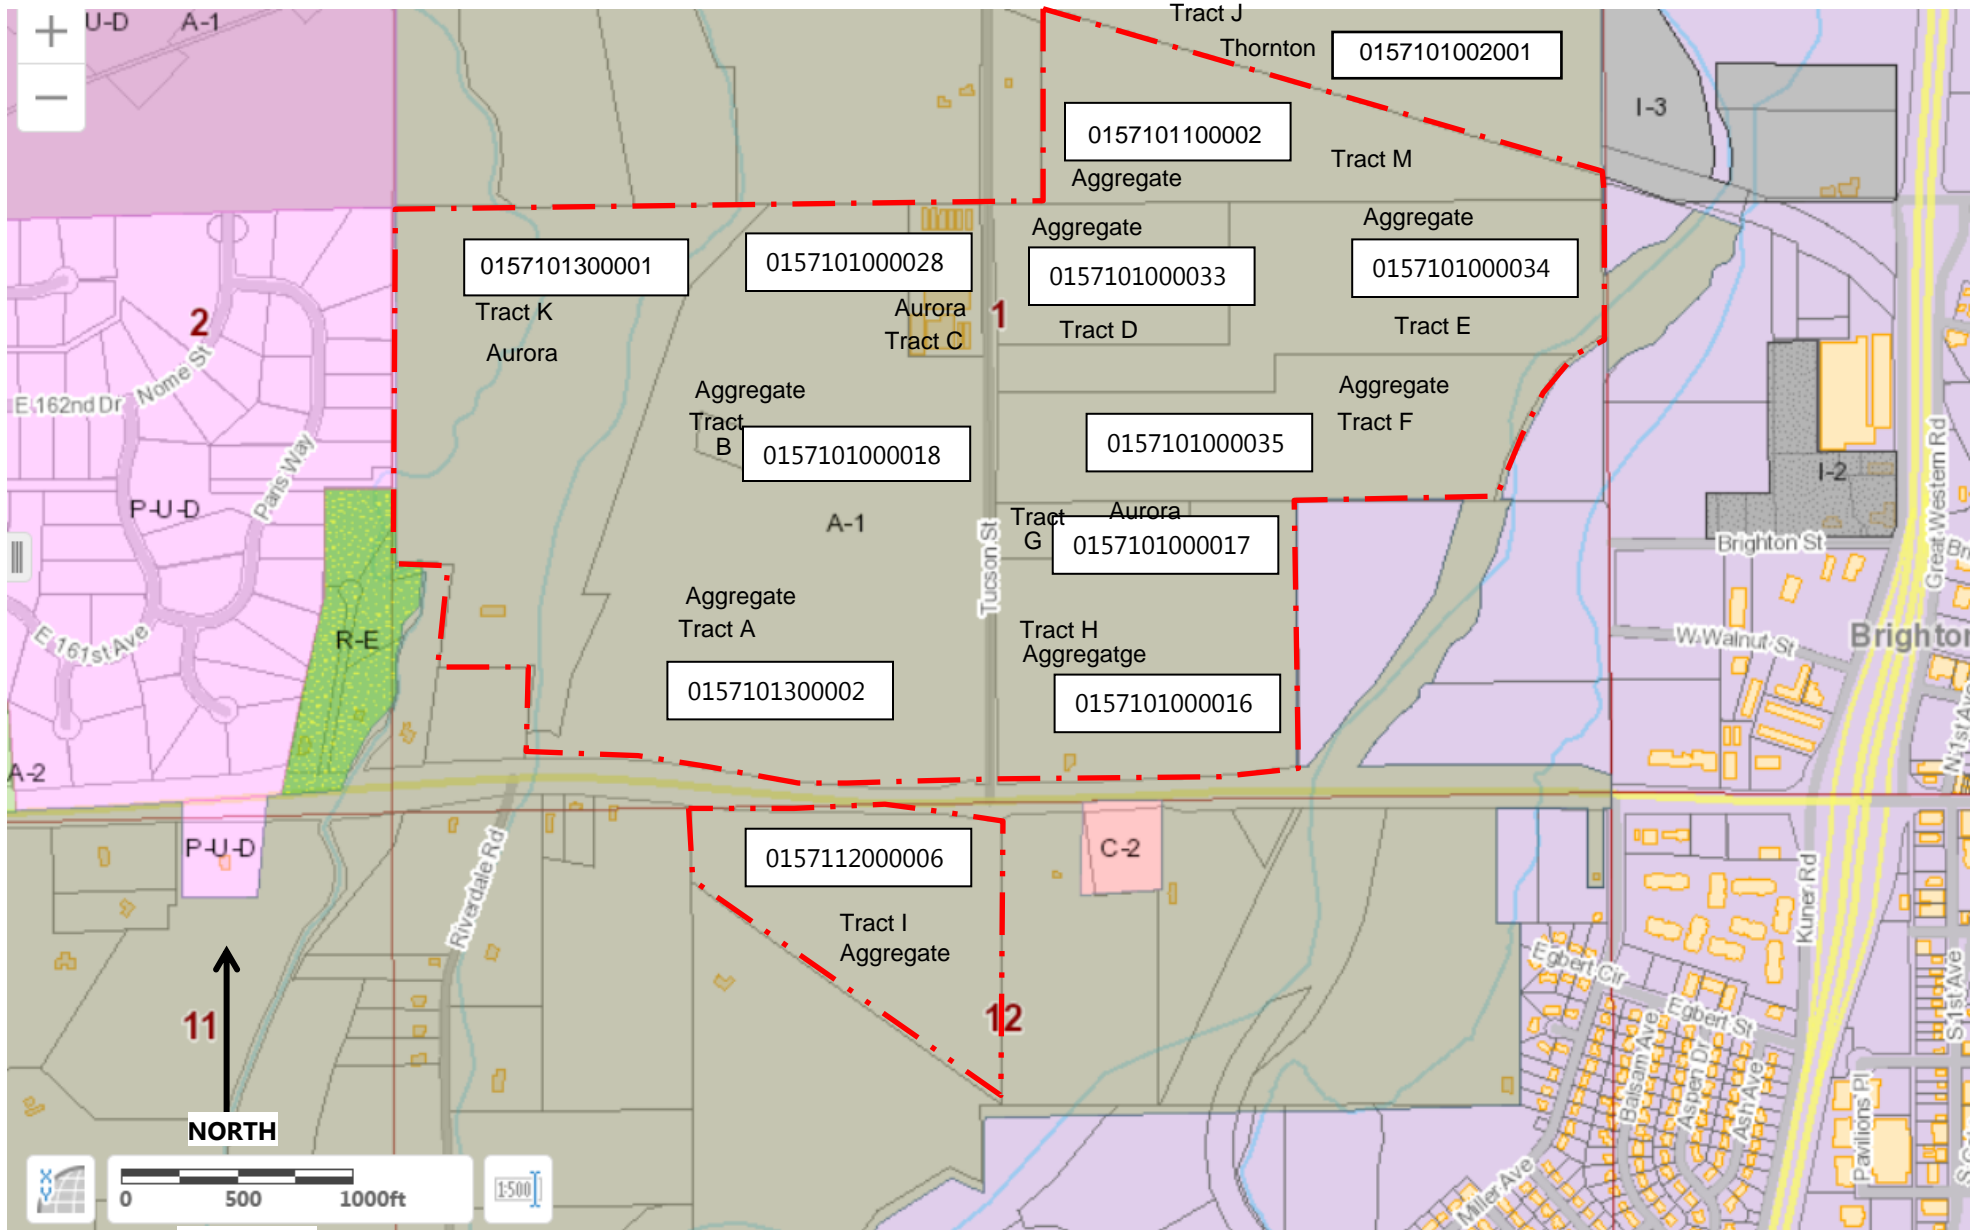 U-D
A-1
Tract J
Thornton
0157101002001
I-3
0157101100002
Tract M
Aggregate
Aggregate
Aggregate
0157101300001
0157101000028
0157101000033
0157101000034
Tract K
Aurora
Aurora
Tract C
1
Tract D
Tract E
2
Nome St
E 162nd Dr
Paris Way
P-U-D
Aggregate
Tract
B
0157101000018
Aggregate
Tract F
0157101000035
I-2
Great Western Rd
A-1
Tucson St
Tract
G
Aurora
0157101000017
Brighton St
E 161st Ave
R-E
Aggregate
Tract A
0157101300002
Tract H
Aggregatge
0157101000016
W Walnut St
Brighton
N 1st Ave
A-2
P-U-D
Riverdale Rd
0157112000006
C-2
Kuner Rd
Tract I
Aggregate
Egbert Cir
Egbert St
S 1st Ave
11
12
Balsam Ave
Aspen Dr
Ash Ave
Pavilions Pl
Miller Ave
NORTH
0 500 1000ft
1:500
X
Y